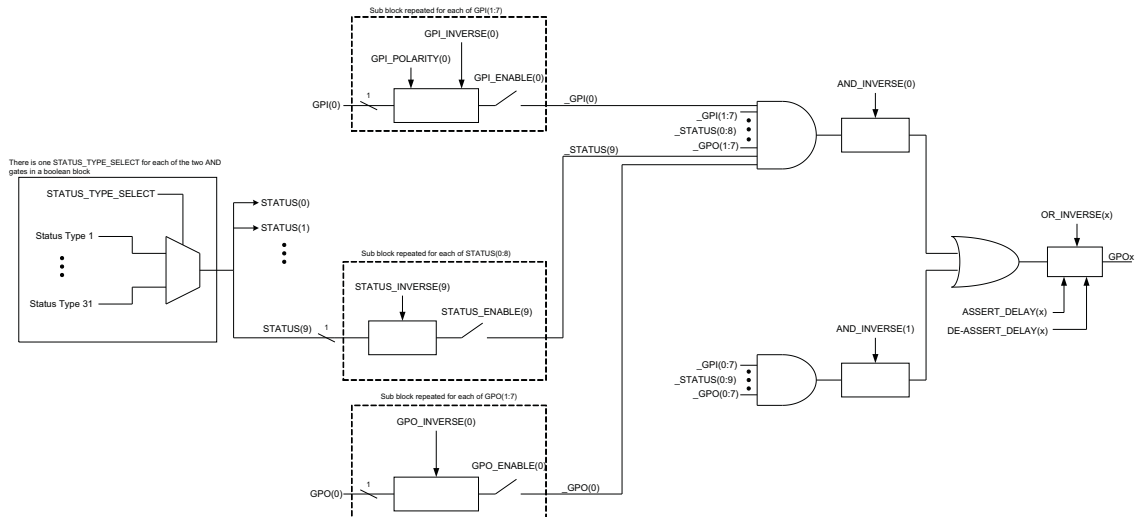 Sub block repeated for each of GPI(1:7)
GPI_INVERSE(0)
GPI_POLARITY(0)
GPI_ENABLE(0)
GPI(0)
1
_GPI(0)
_GPI(1:7)
_STATUS(0:8)
_GPO(1:7)
_STATUS(9)
AND_INVERSE(0)
There is one STATUS_TYPE_SELECT for each of the two AND
gates in a boolean block
STATUS_TYPE_SELECT
Status Type 1
Status Type 31
STATUS(0)
STATUS(1)
STATUS(9)
1
Sub block repeated for each of STATUS(0:8)
STATUS_INVERSE(9)
STATUS_ENABLE(9)
OR_INVERSE(x)
GPOx
ASSERT_DELAY(x)
DE-ASSERT_DELAY(x)
AND_INVERSE(1)
_GPI(0:7)
_STATUS(0:9)
_GPO(0:7)
Sub block repeated for each of GPO(1:7)
GPO_INVERSE(0)
GPO_ENABLE(0)
GPO(0)
1
_GPO(0)